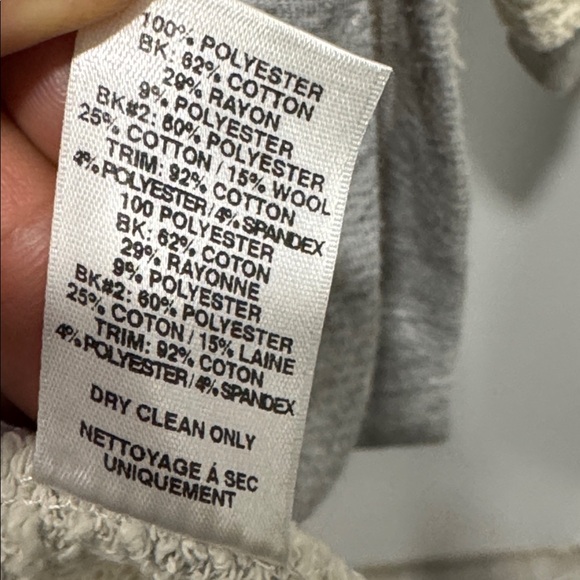 100% POLYESTER
BK: 62% COTTON
29% RAYON
9% POLYESTER
BK#2: 60% POLYESTER
25% COTTON / 15% WOOL
TRIM: 92% COTTON
4% POLYESTER/4% SPANDEX
100 POLYESTER
BK: 62% COTON
29% RAYONNE
9% POLYESTER
BK#2: 60% POLYESTER
25% COTON / 15% LAINE
TRIM: 92% COTON
4% POLYESTER/4% SPANDEX
DRY CLEAN ONLY
NETTOYAGE À SEC
UNIQUEMENT